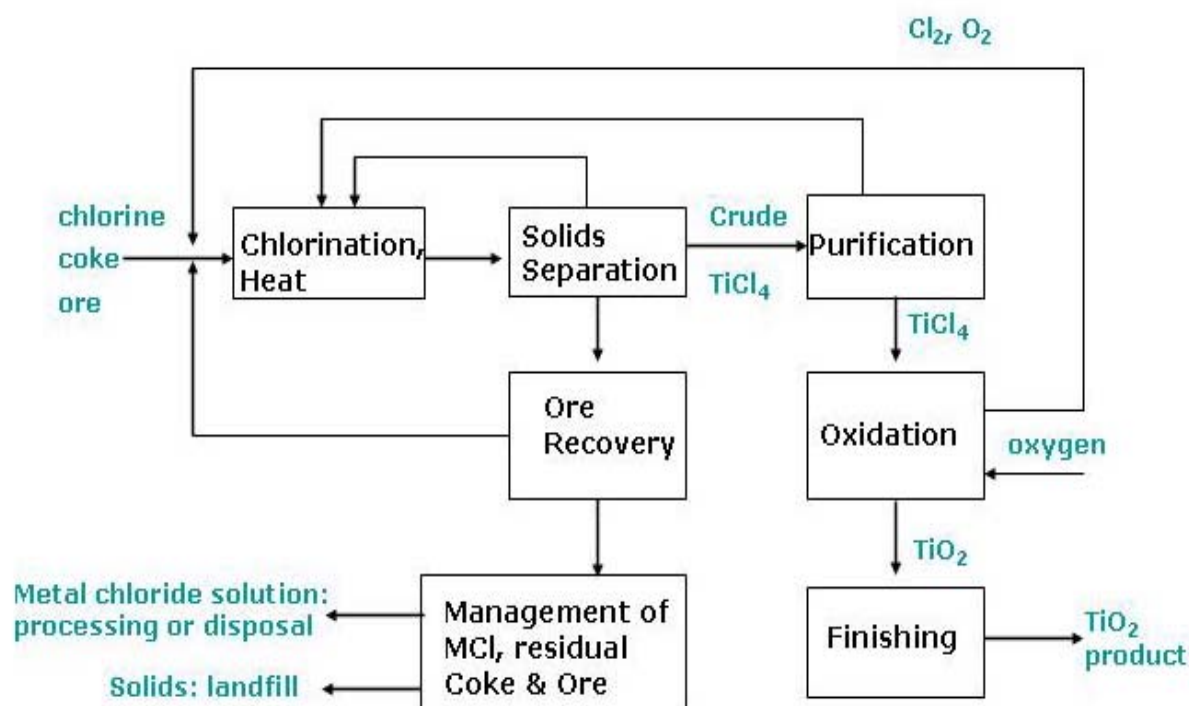 Cl₂, O₂
chlorine
coke
ore
Chlorination,
Heat
Solids
Separation
Crude
TiCl₄
Purification
TiCl₄
Ore
Recovery
Oxidation
oxygen
TiO₂
Metal chloride solution:
processing or disposal
Solids: landfill
Management of
MCl, residual
Coke & Ore
Finishing
TiO₂
product